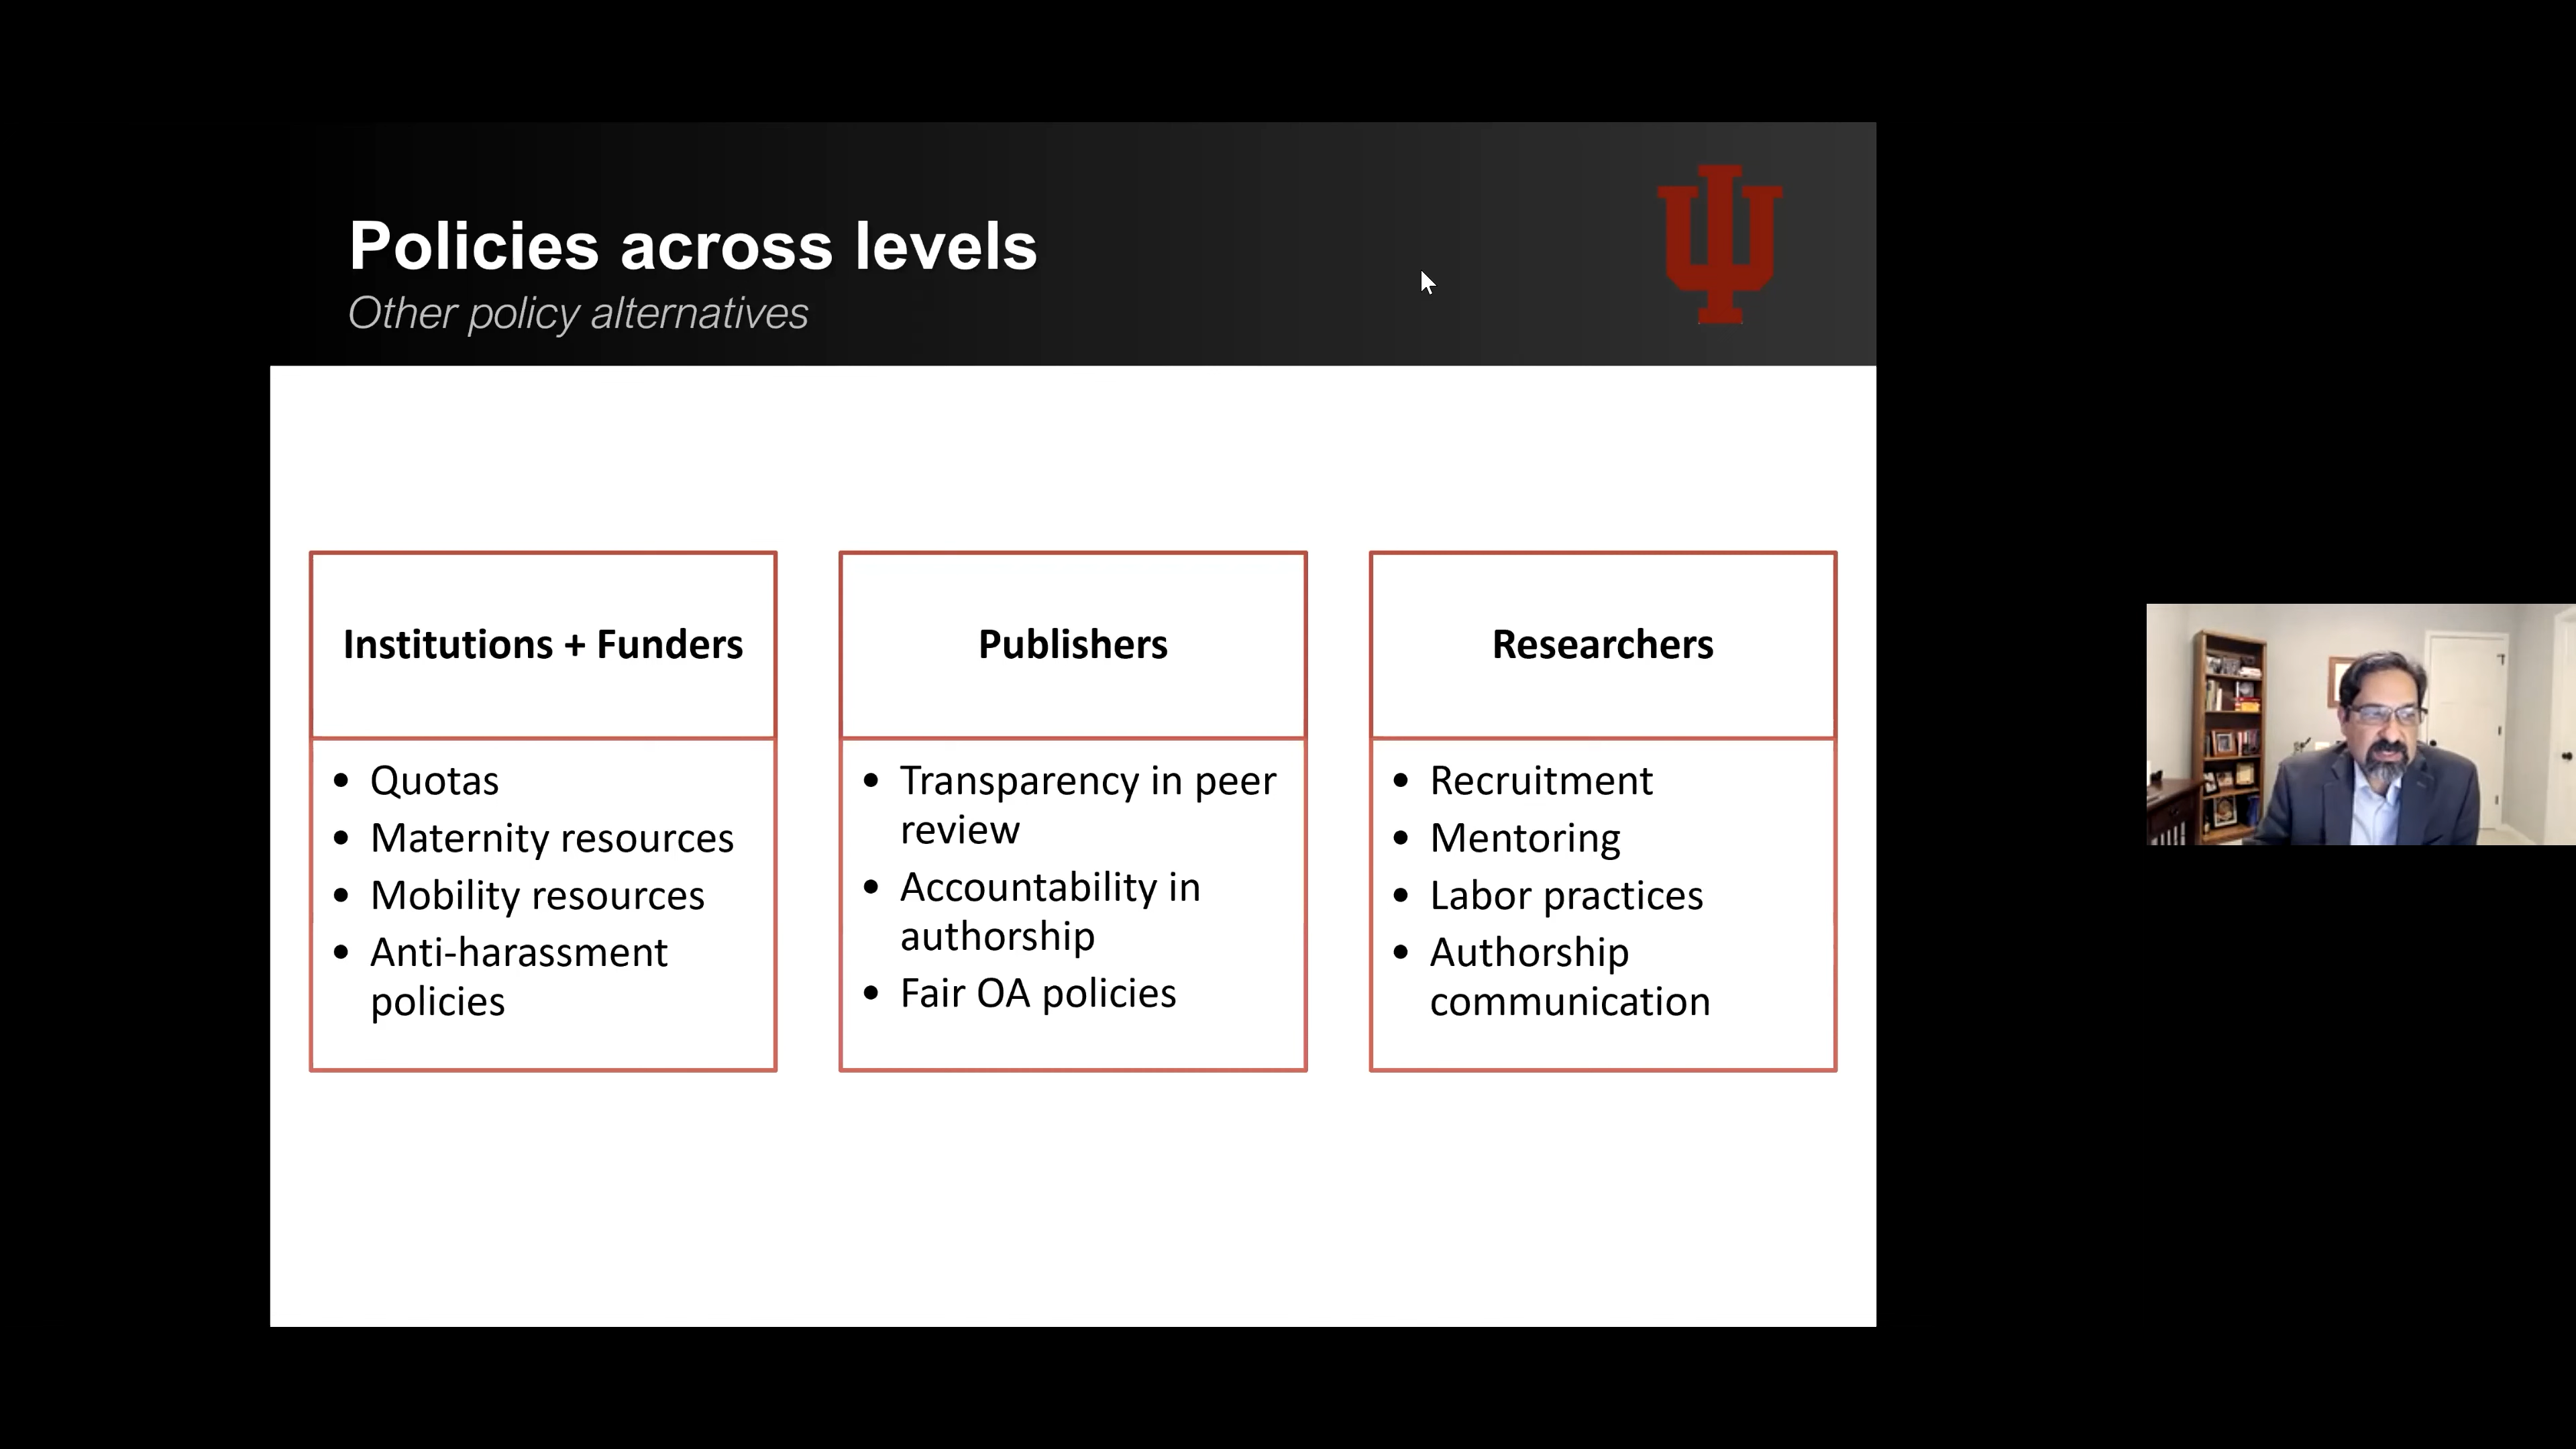 Policies across levels
Other policy alternatives
Institutions + Funders
Quotas
Maternity resources
Mobility resources
Anti-harassment
policies
Publishers
Transparency in peer
review
Accountability in
authorship
Fair OA policies
Researchers
Recruitment
Mentoring
Labor practices
Authorship
communication